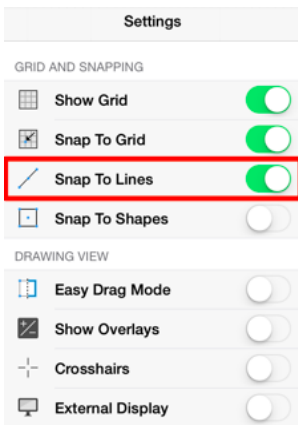 Settings
GRID AND SNAPPING
Show Grid
Snap To Grid
Snap To Lines
Snap To Shapes
DRAWING VIEW
Easy Drag Mode
Show Overlays
Crosshairs
External Display